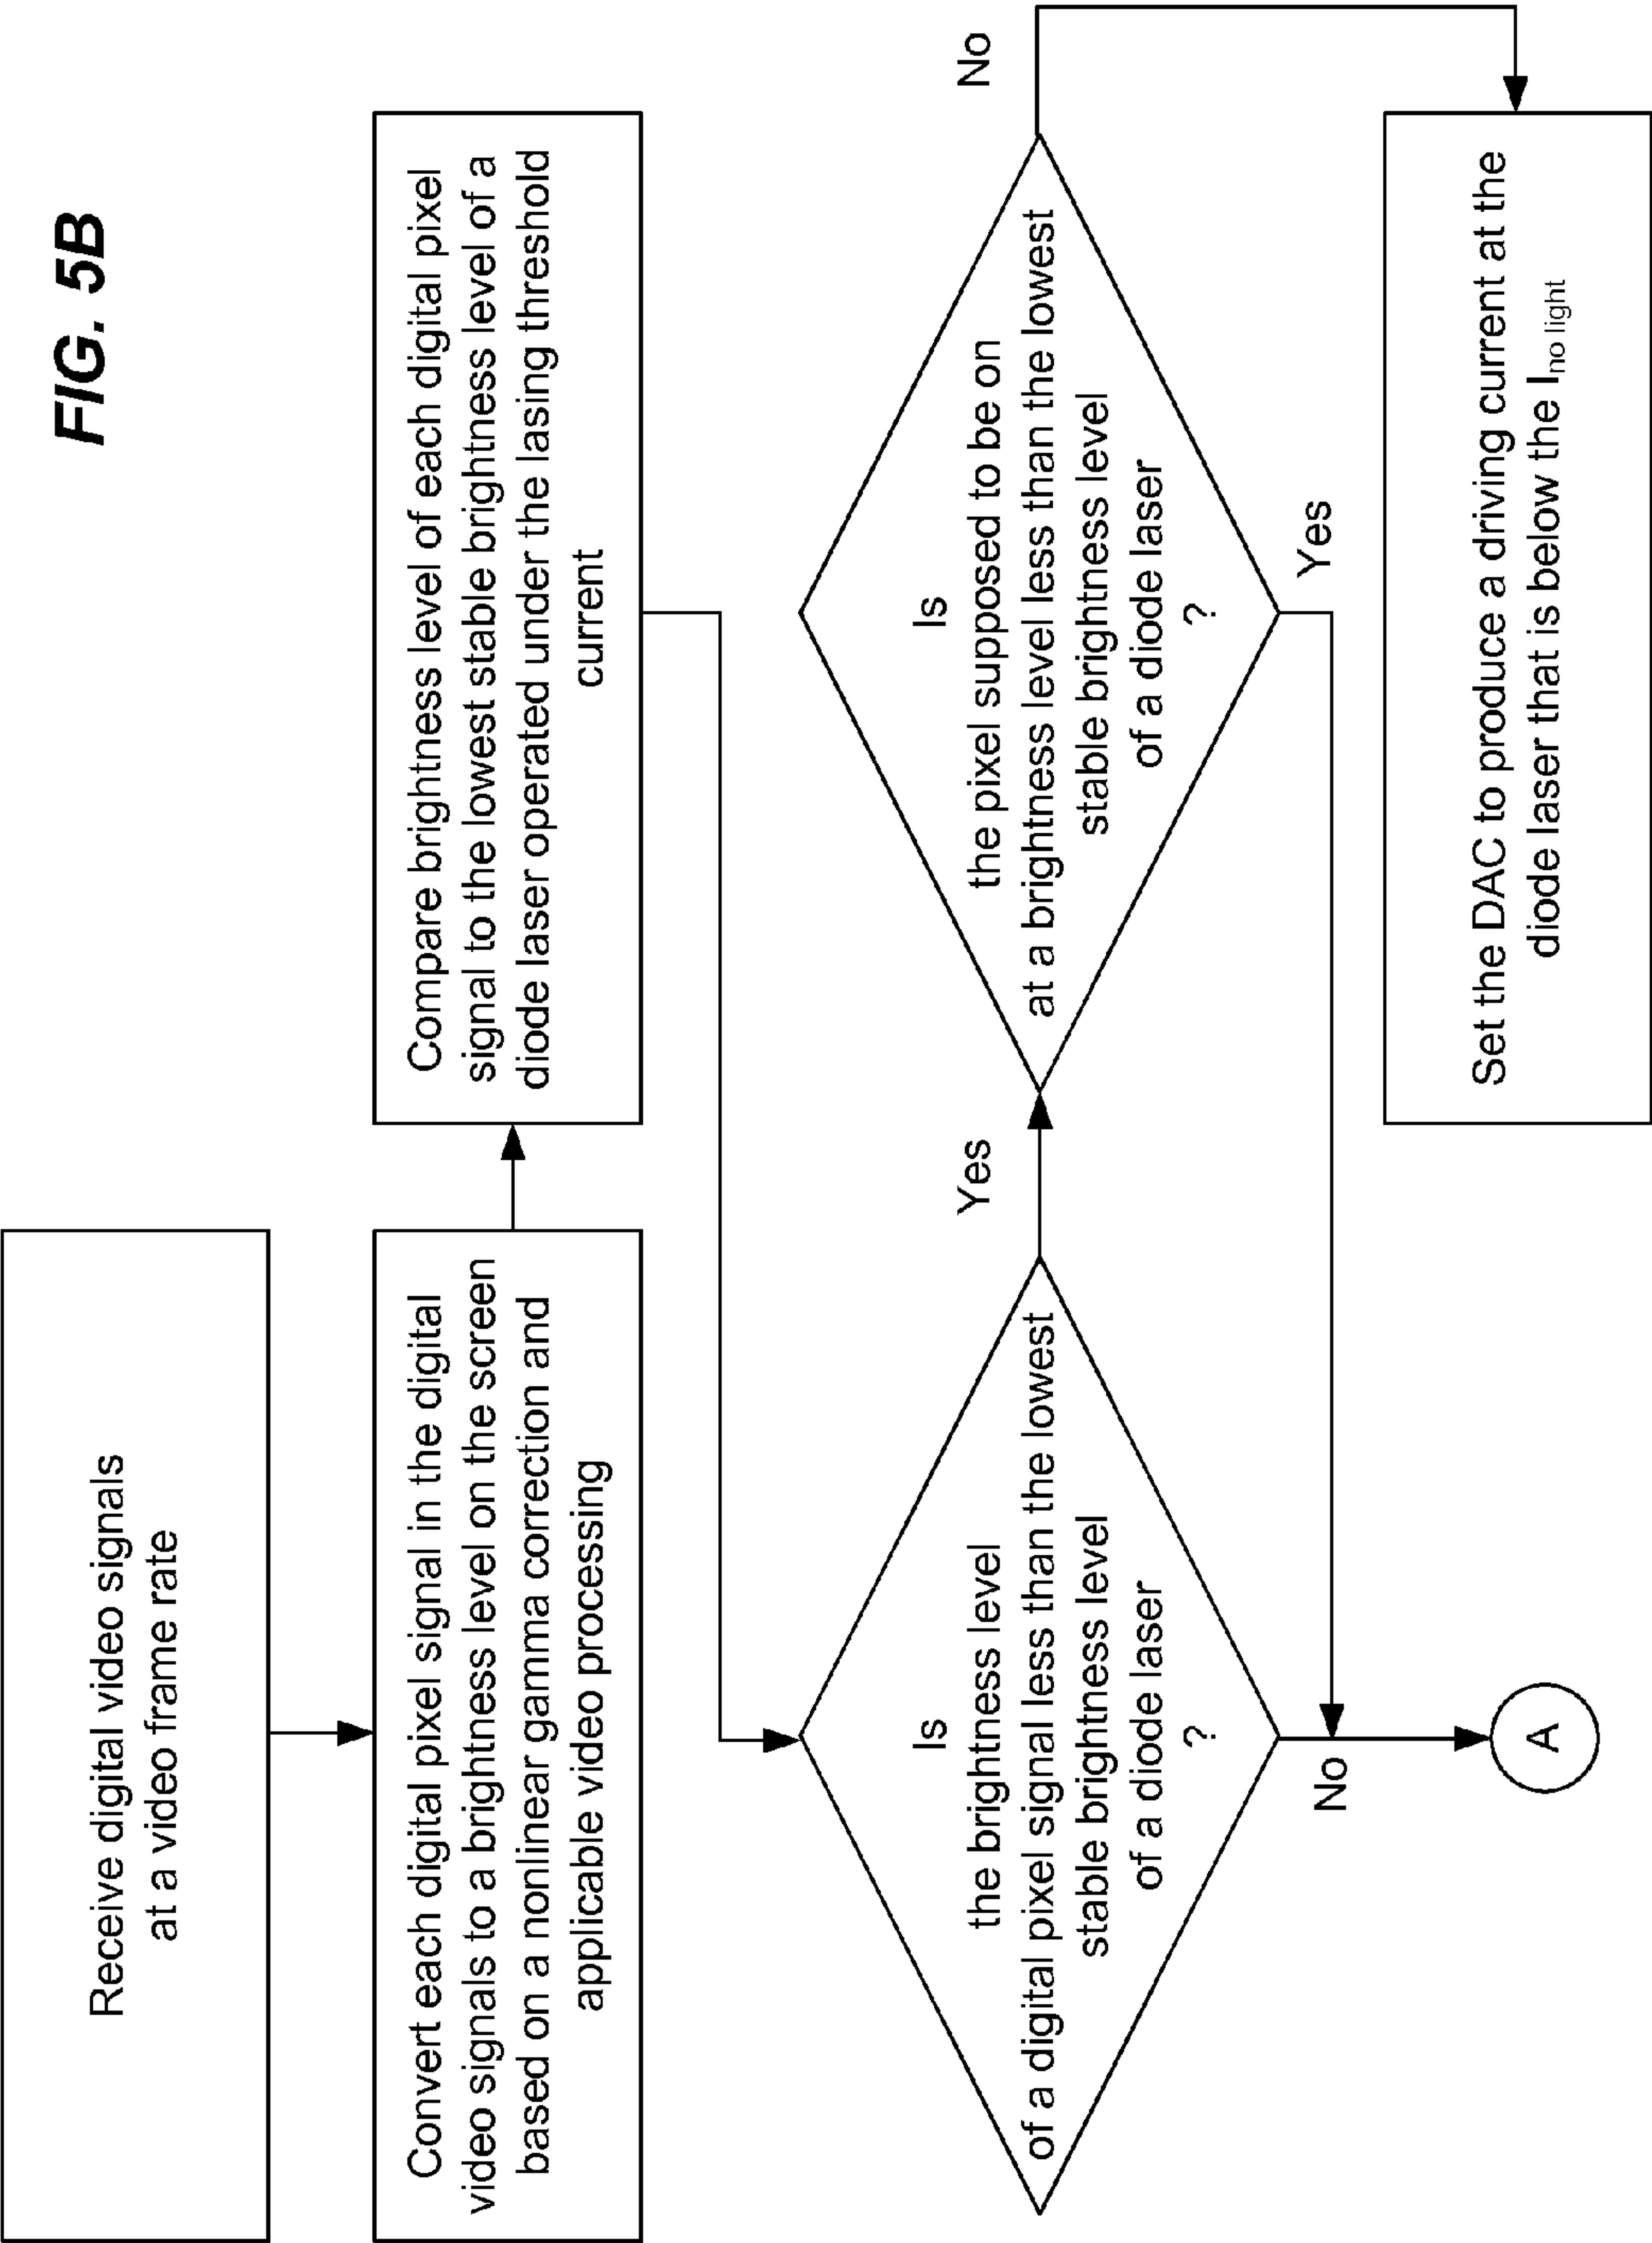 FIG. 5B
Receive digital video signals
at a video frame rate
Convert each digital pixel signal in the digital
video signals to a brightness level on the screen
based on a nonlinear gamma correction and
applicable video processing
Compare brightness level of each digital pixel
signal to the lowest stable brightness level of a
diode laser operated under the lasing threshold
current
Is
the brightness level
of a digital pixel signal less than the lowest
stable brightness level
of a diode laser
?
Yes
No
Is
the pixel supposed to be on
at a brightness level less than the lowest
stable brightness level
of a diode laser
?
No
Yes
Set the DAC to produce a driving current at the
diode laser that is below the I no light
A